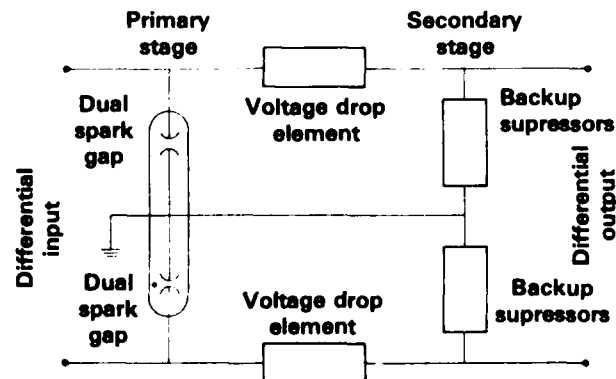 Primary
stage
Secondary
stage
Dual
spark
gap
Voltage drop
element
Backup
supressors
Differential
input
Differential
output
Dual
spark
gap
Voltage drop
element
Backup
supressors